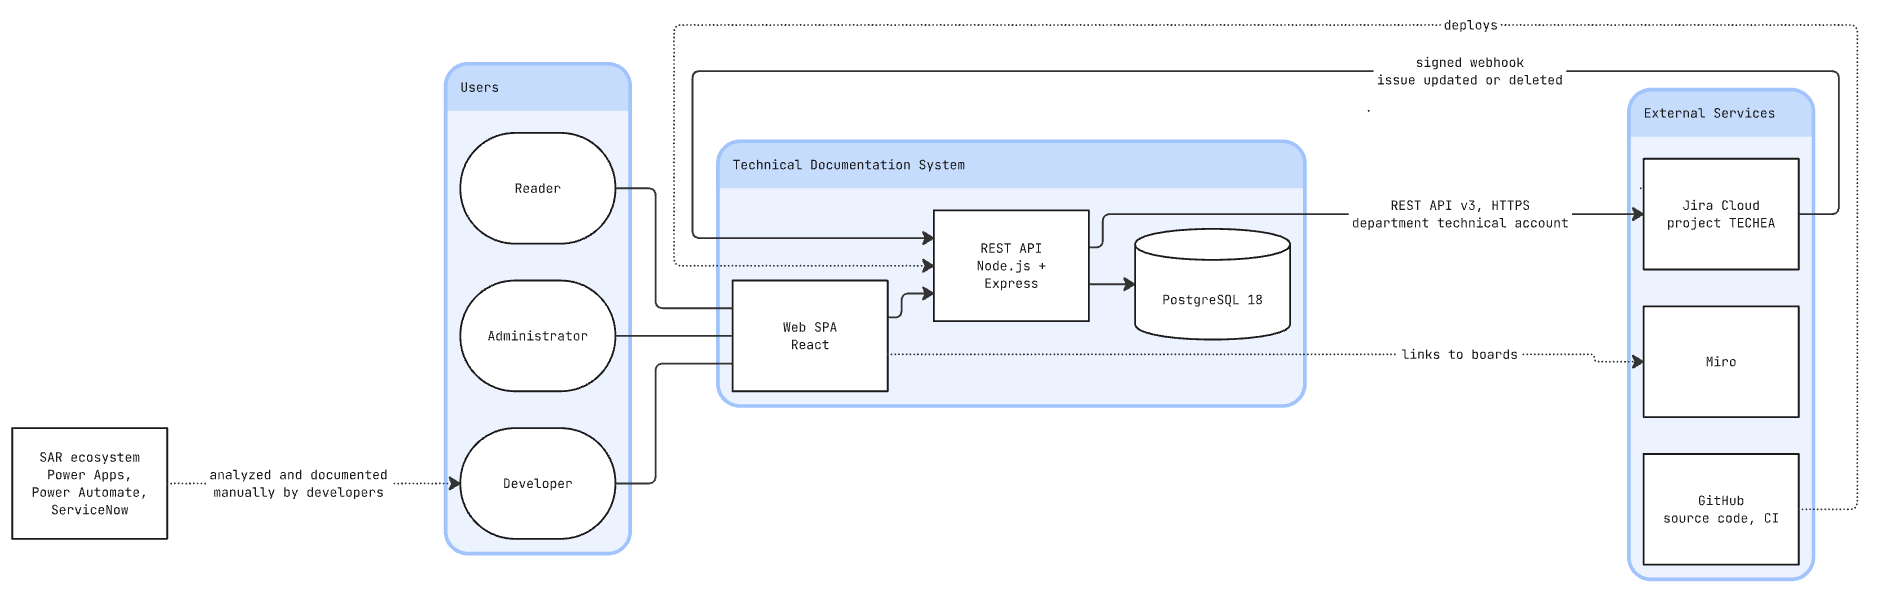 deploys
signed webhook
issue updated or deleted
Users
External Services
Technical Documentation System
Reader
REST API v3, HTTPS
department technical account
Jira Cloud
project TECHEA
REST API
Node.js +
Express
PostgreSQL 18
Administrator
Web SPA
React
links to boards
Miro
SAR ecosystem
Power Apps,
Power Automate,
ServiceNow
analyzed and documented
manually by developers
Developer
GitHub
source code, CI